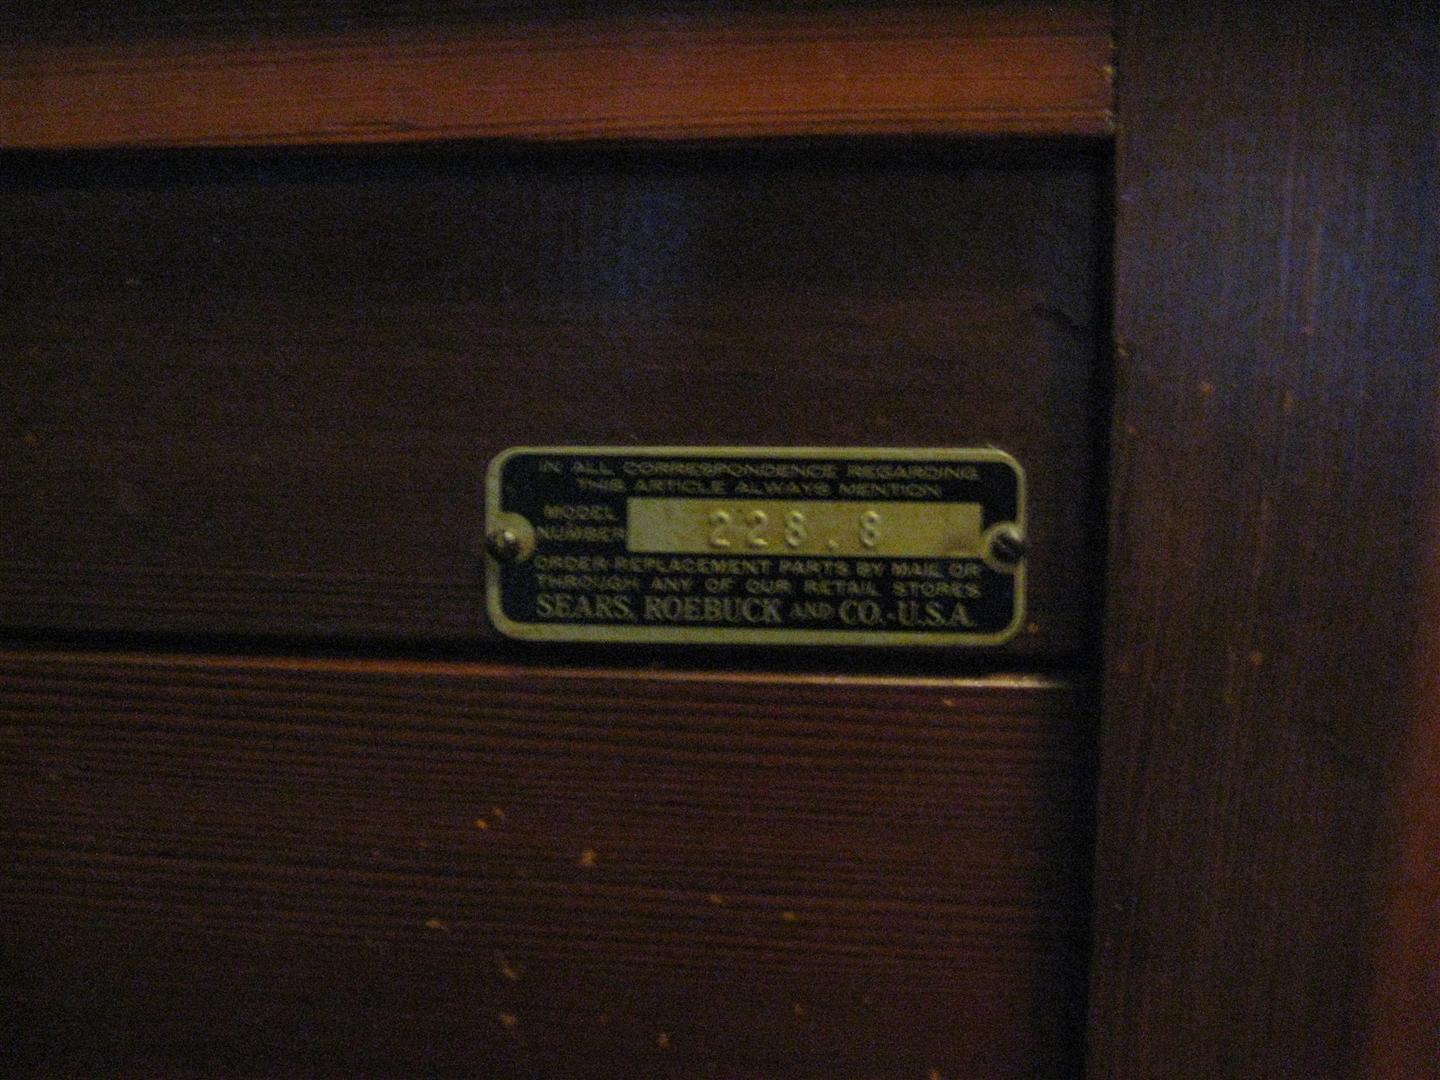 IN ALL CORRESPONDENCE REGARDING
THIS ARTICLE ALWAYS MENTION
MODEL
NUMBER
228.8
ORDER REPLACEMENT PARTS BY MAIL OR
THROUGH ANY OF OUR RETAIL STORES
SEARS, ROEBUCK AND CO.-U.S.A.